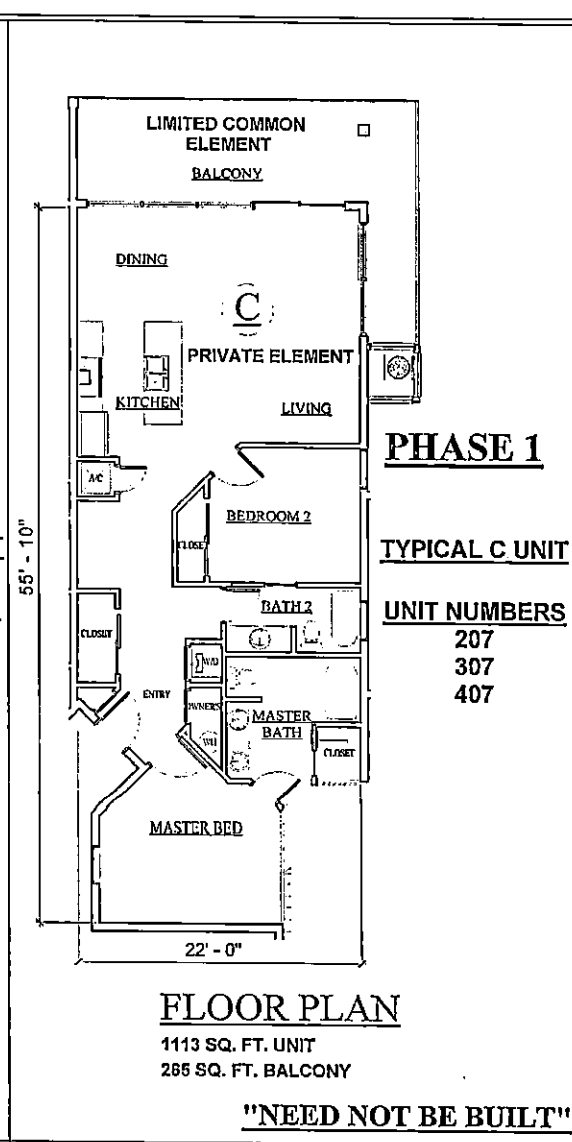 LIMITED COMMON
ELEMENT
BALCONY
DINING
C
PRIVATE ELEMENT
KITCHEN
LIVING
PHASE 1
A/C
BEDROOM 2
CLOSET
TYPICAL C UNIT
55' - 10"
BATH 2
UNIT NUMBERS
207
307
407
CLOSET
W/D
ENTRY
OWNER'S
MASTER
BATH
WH
CLOSET
MASTER BED
22' - 0"
FLOOR PLAN
1113 SQ. FT. UNIT
265 SQ. FT. BALCONY
"NEED NOT BE BUILT"